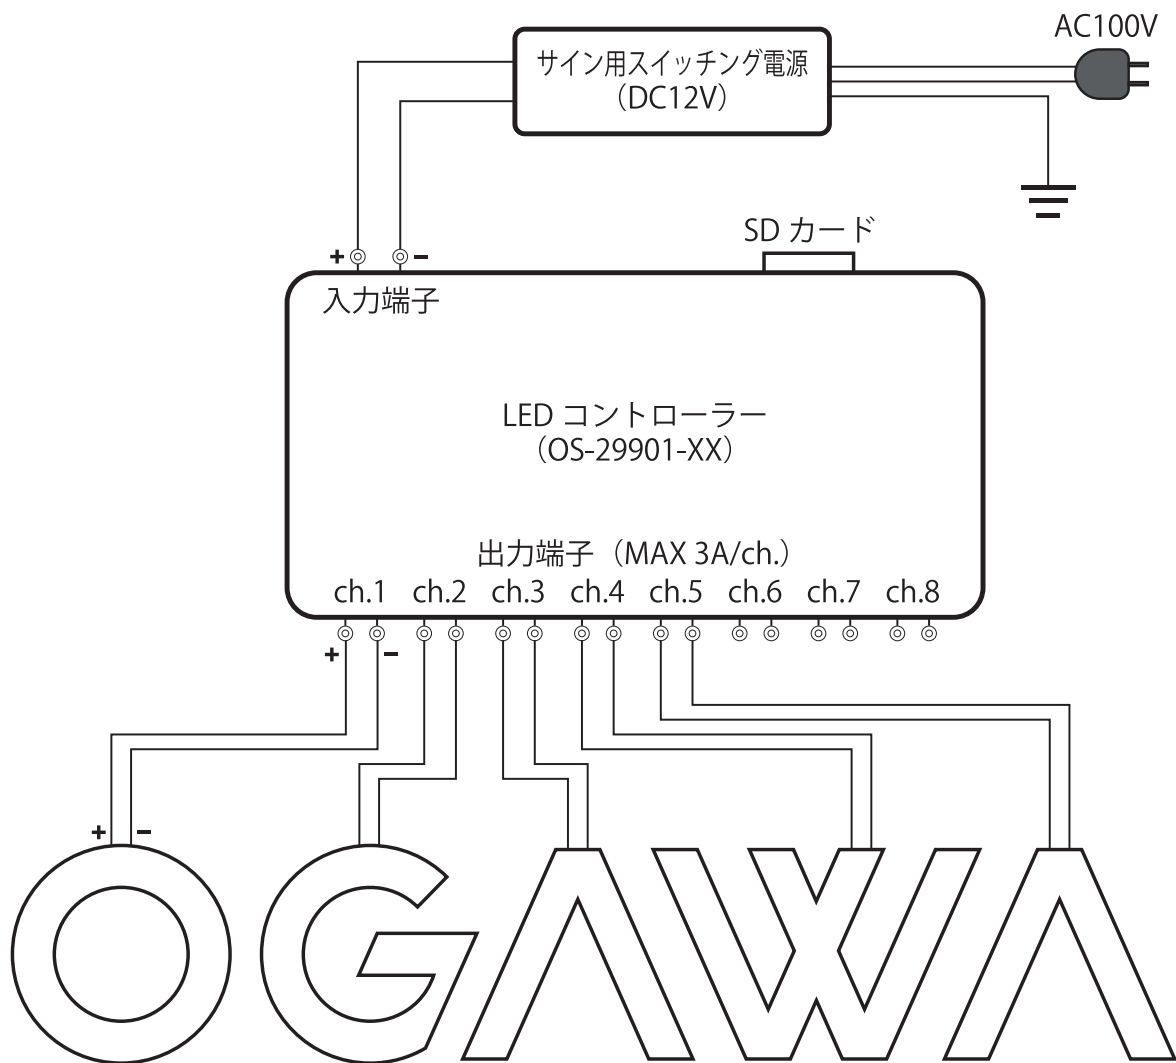 AC100V
サイン用スイッチング電源
（DC12V）
SD カード
+ −
入力端子
LED コントローラー
（OS-29901-XX）
出力端子（MAX 3A/ch.）
ch.1 ch.2 ch.3 ch.4 ch.5 ch.6 ch.7 ch.8
+ −
+ −
OGAWA